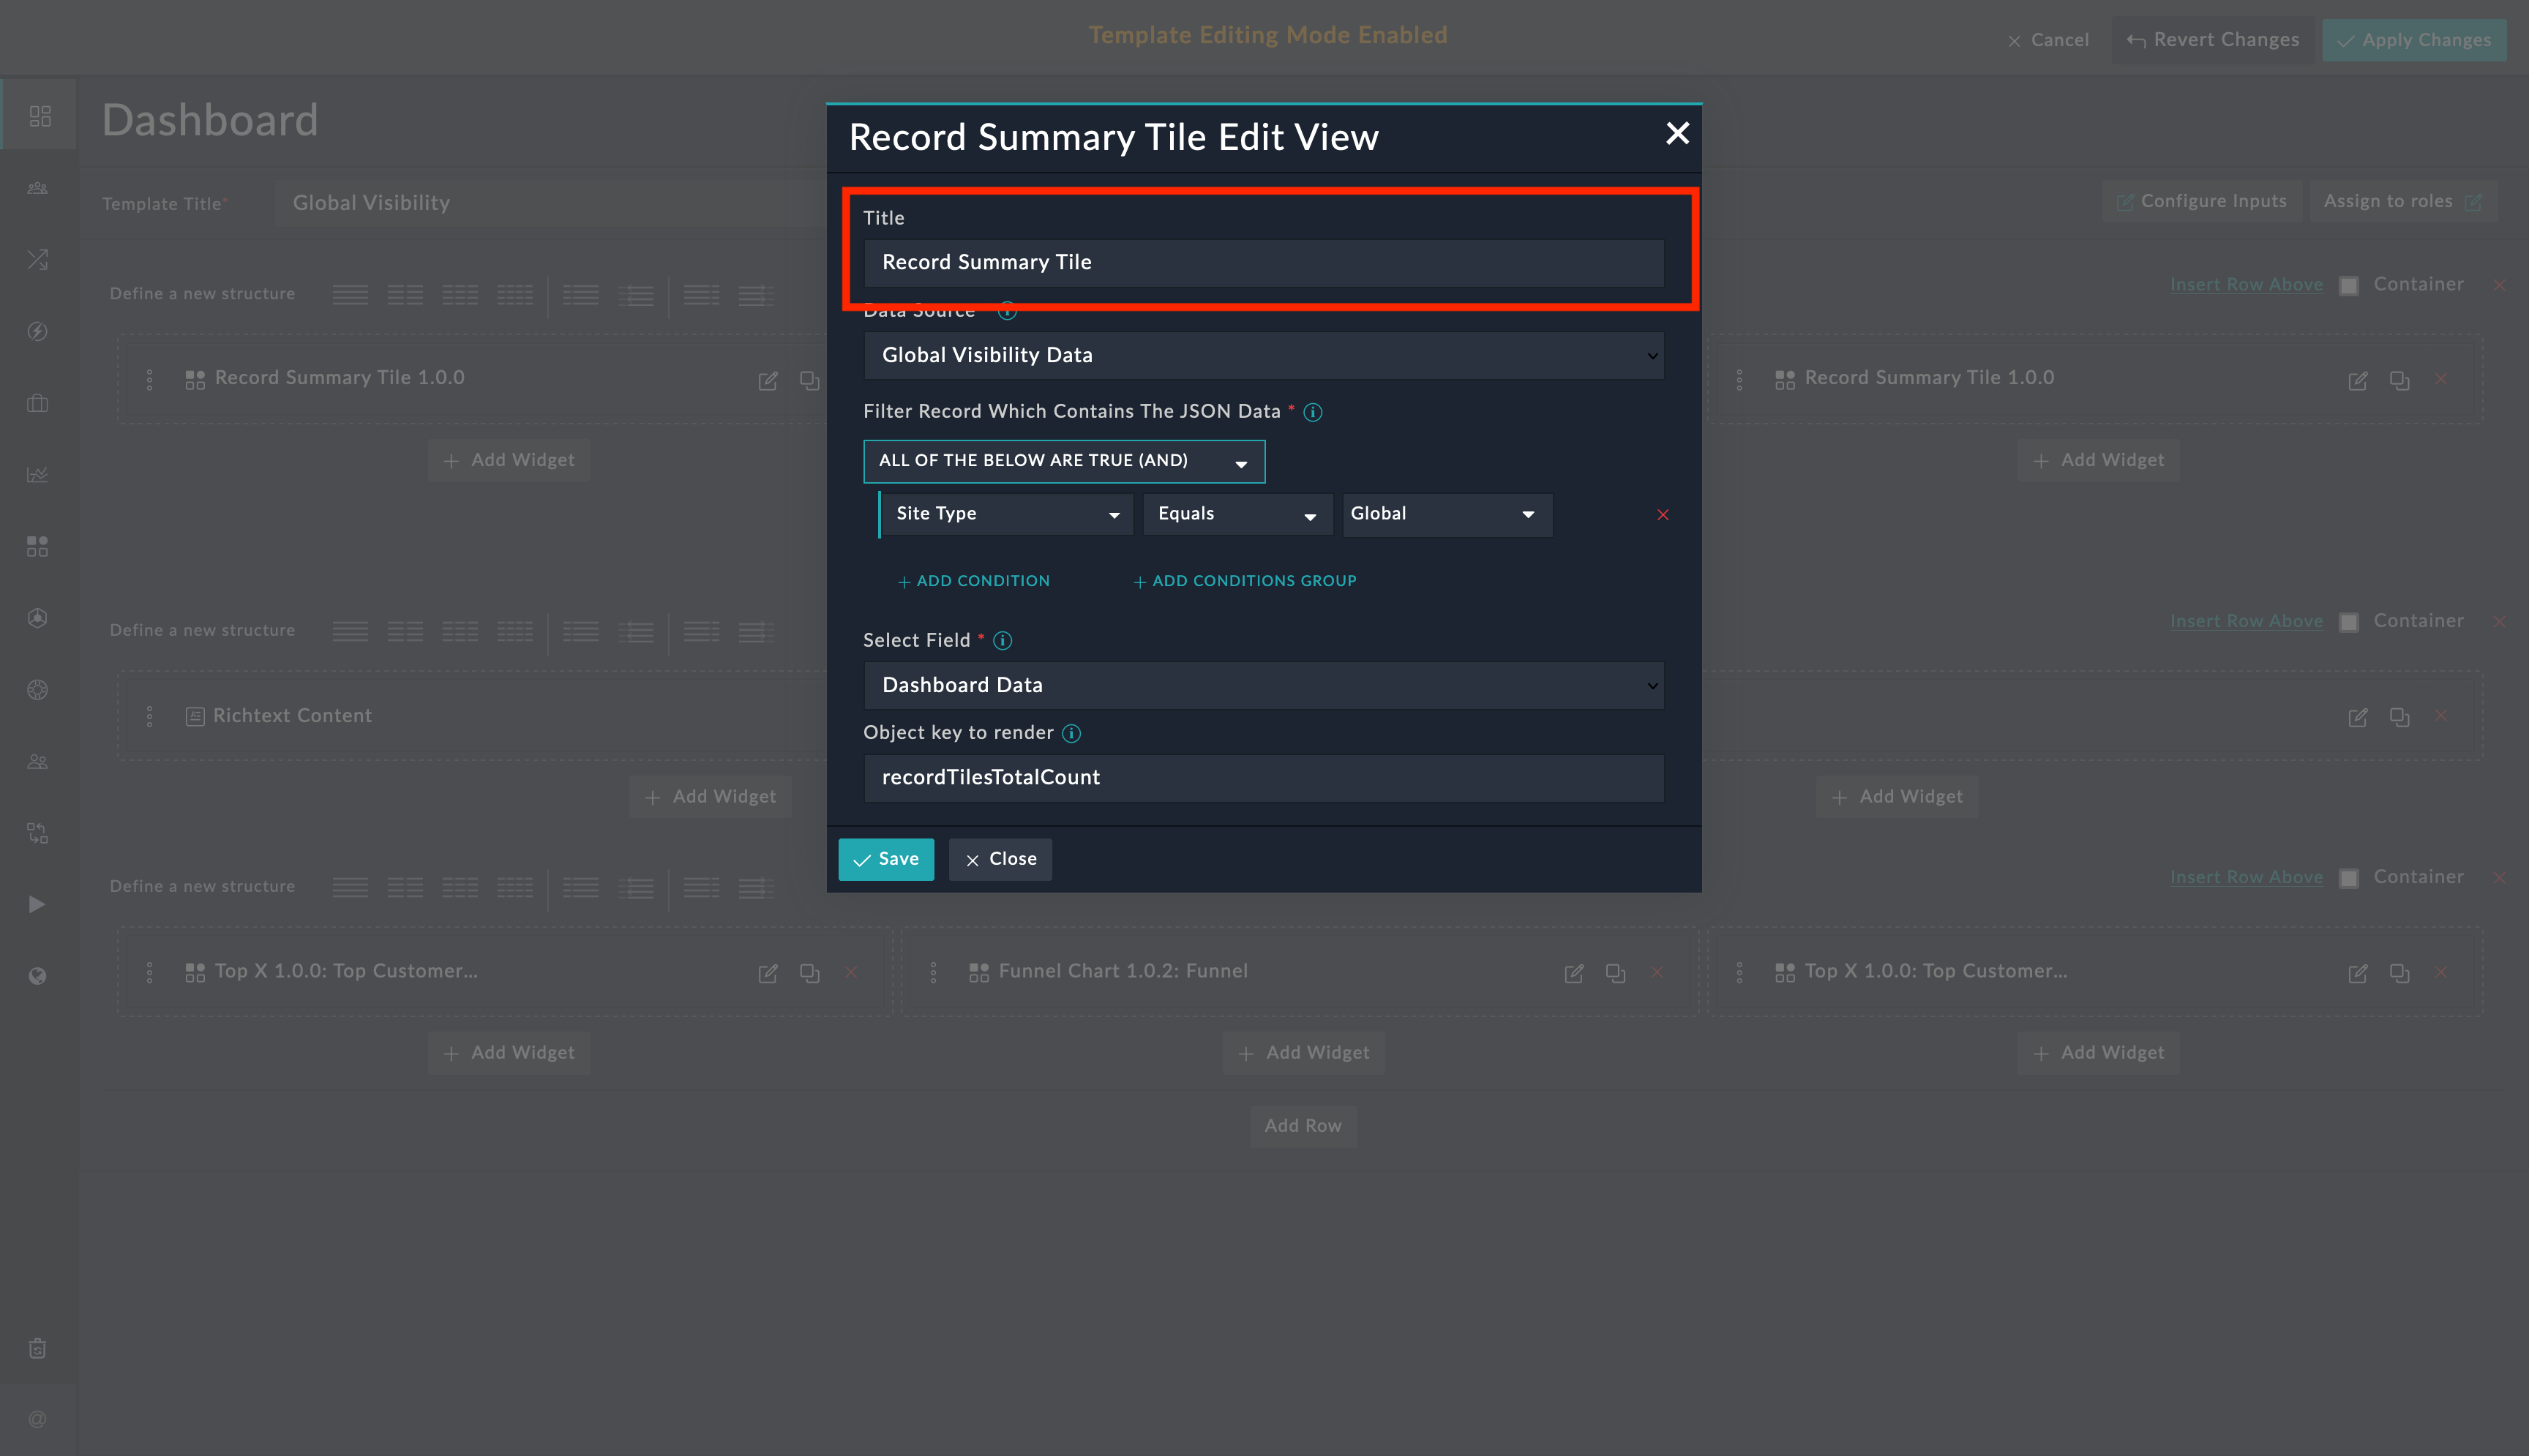 Template Editing Mode Enabled
Cancel
Revert Changes
Apply Changes
Dashboard
Template Title*
Global Visibility
Configure Inputs
Assign to roles
Record Summary Tile Edit View
Title
Record Summary Tile
Data Source
Global Visibility Data
Filter Record Which Contains The JSON Data *
ALL OF THE BELOW ARE TRUE (AND)
Site Type
Equals
Global
+ ADD CONDITION
+ ADD CONDITIONS GROUP
Select Field *
Dashboard Data
Object key to render
recordTilesTotalCount
Save
Close
Define a new structure
Insert Row Above
Container
Record Summary Tile 1.0.0
Record Summary Tile 1.0.0
+ Add Widget
+ Add Widget
Define a new structure
Insert Row Above
Container
Richtext Content
+ Add Widget
+ Add Widget
Define a new structure
Insert Row Above
Container
Top X 1.0.0: Top Customer...
Funnel Chart 1.0.2: Funnel
Top X 1.0.0: Top Customer...
+ Add Widget
+ Add Widget
+ Add Widget
Add Row